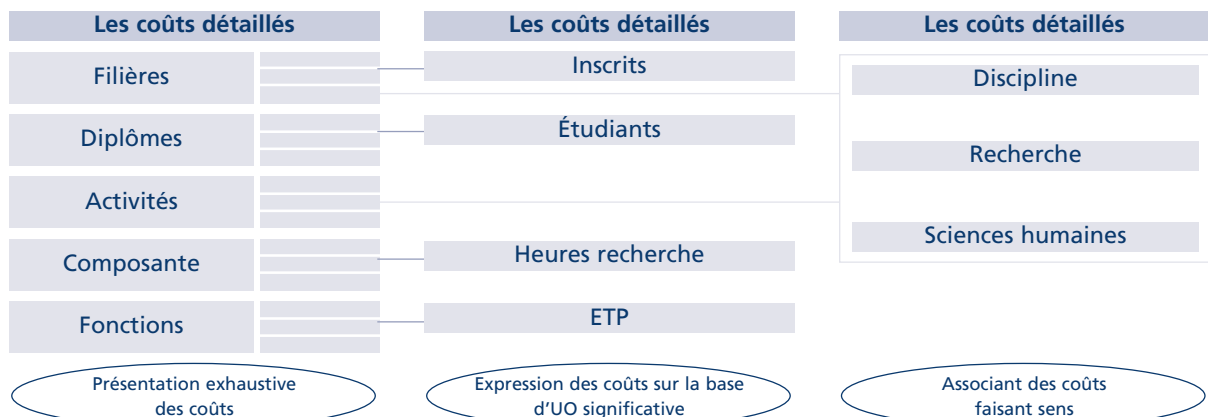 Les coûts détaillés
Filières
Diplômes
Activités
Composante
Fonctions
Présentation exhaustive
des coûts
Les coûts détaillés
Inscrits
Étudiants
Heures recherche
ETP
Expression des coûts sur la base
d'UO significative
Les coûts détaillés
Discipline
Recherche
Sciences humaines
Associant des coûts
faisant sens